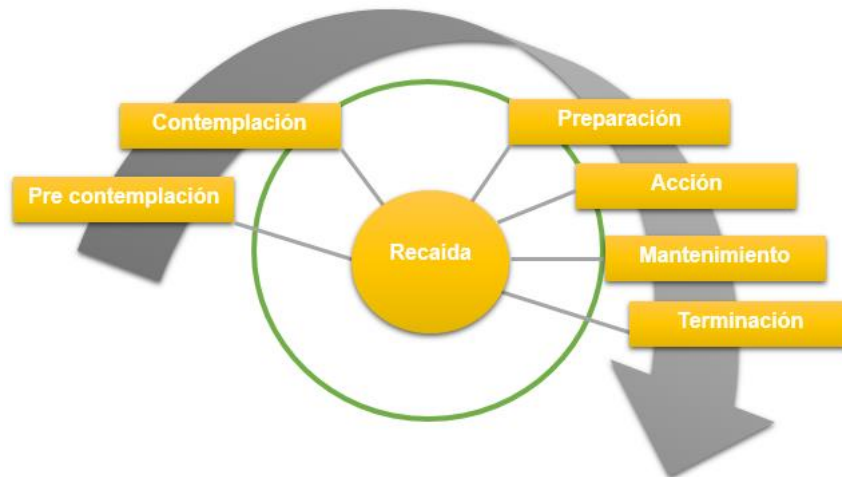 Contemplación
Preparación
Pre contemplación
Acción
Recaída
Mantenimiento
Terminación